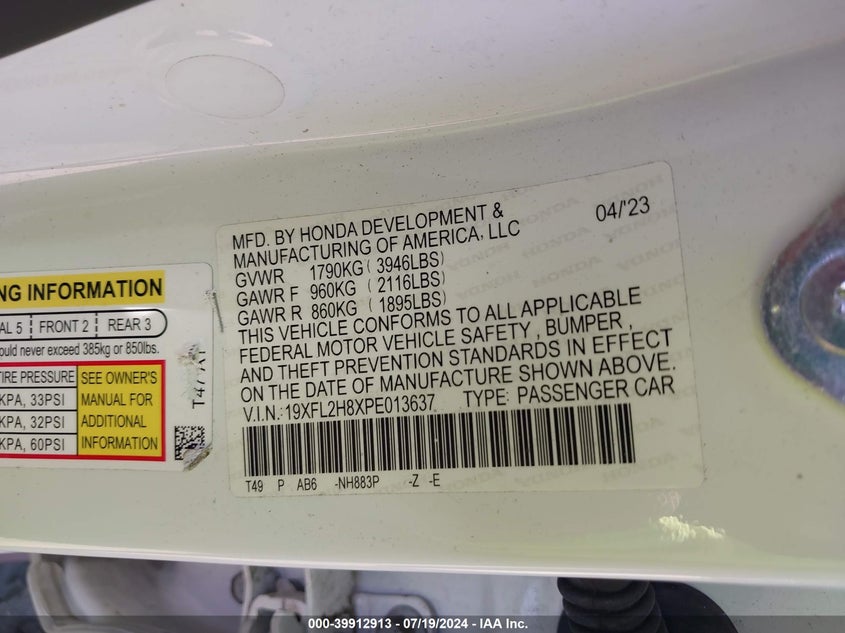 MFD. BY HONDA DEVELOPMENT &
MANUFACTURING OF AMERICA, LLC
04/'23
GVWR 1790KG ( 3946LBS)
GAWR F 960KG ( 2116LBS)
GAWR R 860KG ( 1895LBS)
THIS VEHICLE CONFORMS TO ALL APPLICABLE
FEDERAL MOTOR VEHICLE SAFETY, BUMPER,
AND THEFT PREVENTION STANDARDS IN EFFECT
ON THE DATE OF MANUFACTURE SHOWN ABOVE.
V.I.N.:19XFL2H8XPE013637 TYPE: PASSENGER CAR
T49 P AB6 -NH883P -Z -E
NG INFORMATION
AL 5 FRONT 2 REAR 3
ould never exceed 385kg or 850lbs.
TIRE PRESSURE
KPA, 33PSI
KPA, 32PSI
KPA, 60PSI
SEE OWNER'S
MANUAL FOR
ADDITIONAL
INFORMATION
000-39912913 - 07/19/2024 - IAA Inc.